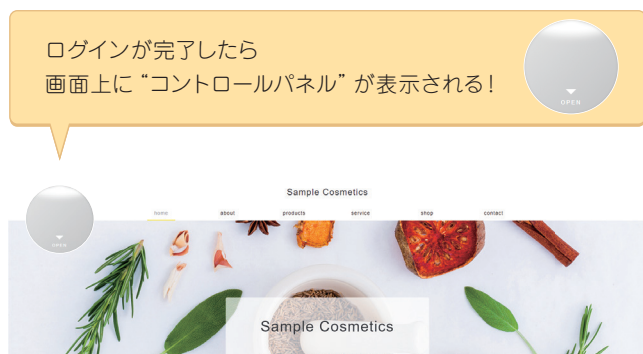 ログインが完了したら
画面上に“コントロールパネル”が表示される!
OPEN
Sample Cosmetics
home about products service shop contact
OPEN
Sample Cosmetics